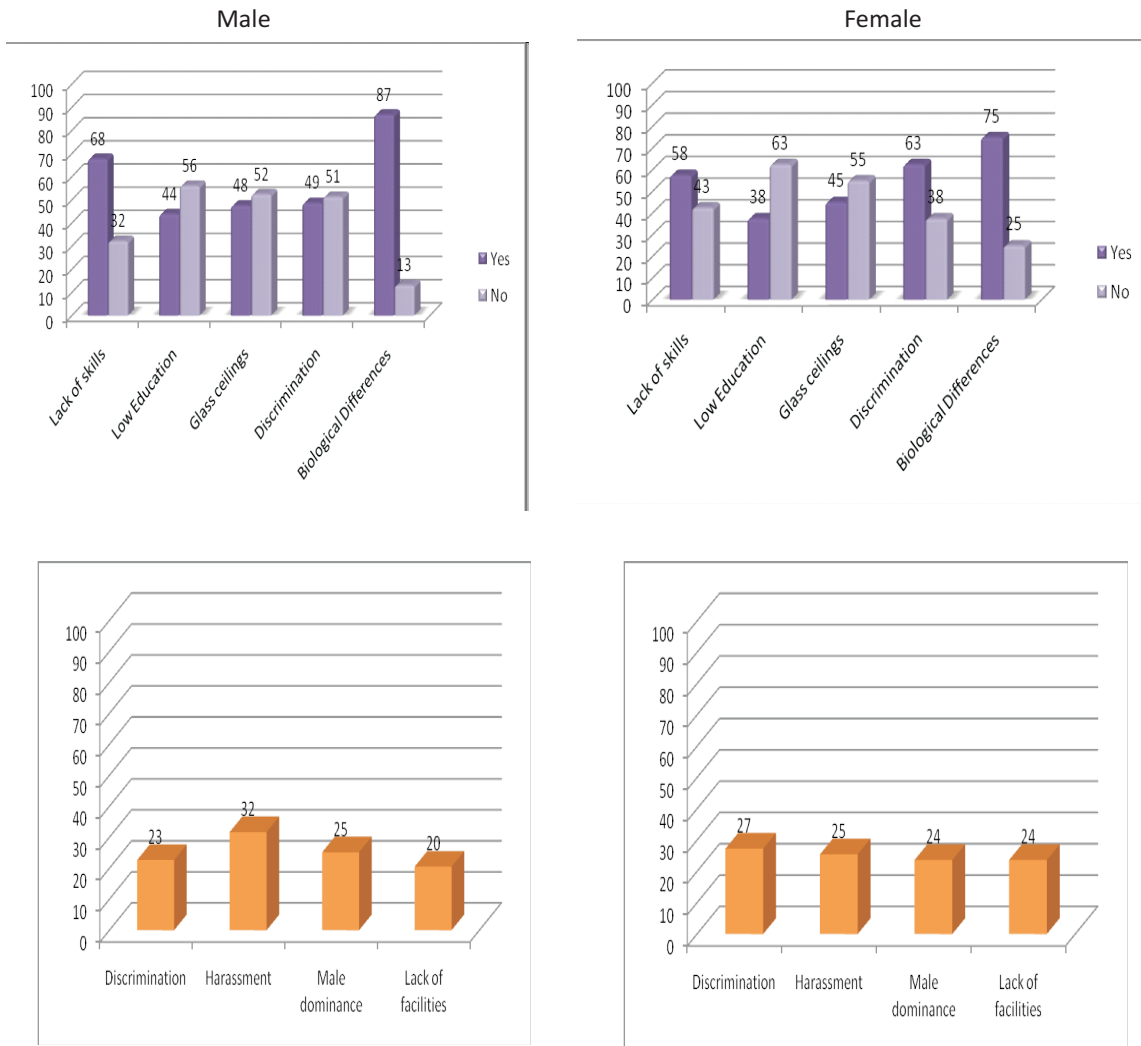 Male
Female
100
90
80
70
60
50
40
30
20
10
0
68
32
44
56
48
52
49
51
87
13
Yes
No
Lack of skills
Low Education
Glass ceilings
Discrimination
Biological Differences
100
90
80
70
60
50
40
30
20
10
0
58
43
38
63
45
55
63
38
75
25
Yes
No
Lack of skills
Low Education
Glass ceilings
Discrimination
Biological Differences
100
90
80
70
60
50
40
30
20
10
0
23
32
25
20
Discrimination
Harassment
Male
dominance
Lack of
facilities
100
90
80
70
60
50
40
30
20
10
0
27
25
24
24
Discrimination
Harassment
Male
dominance
Lack of
facilities